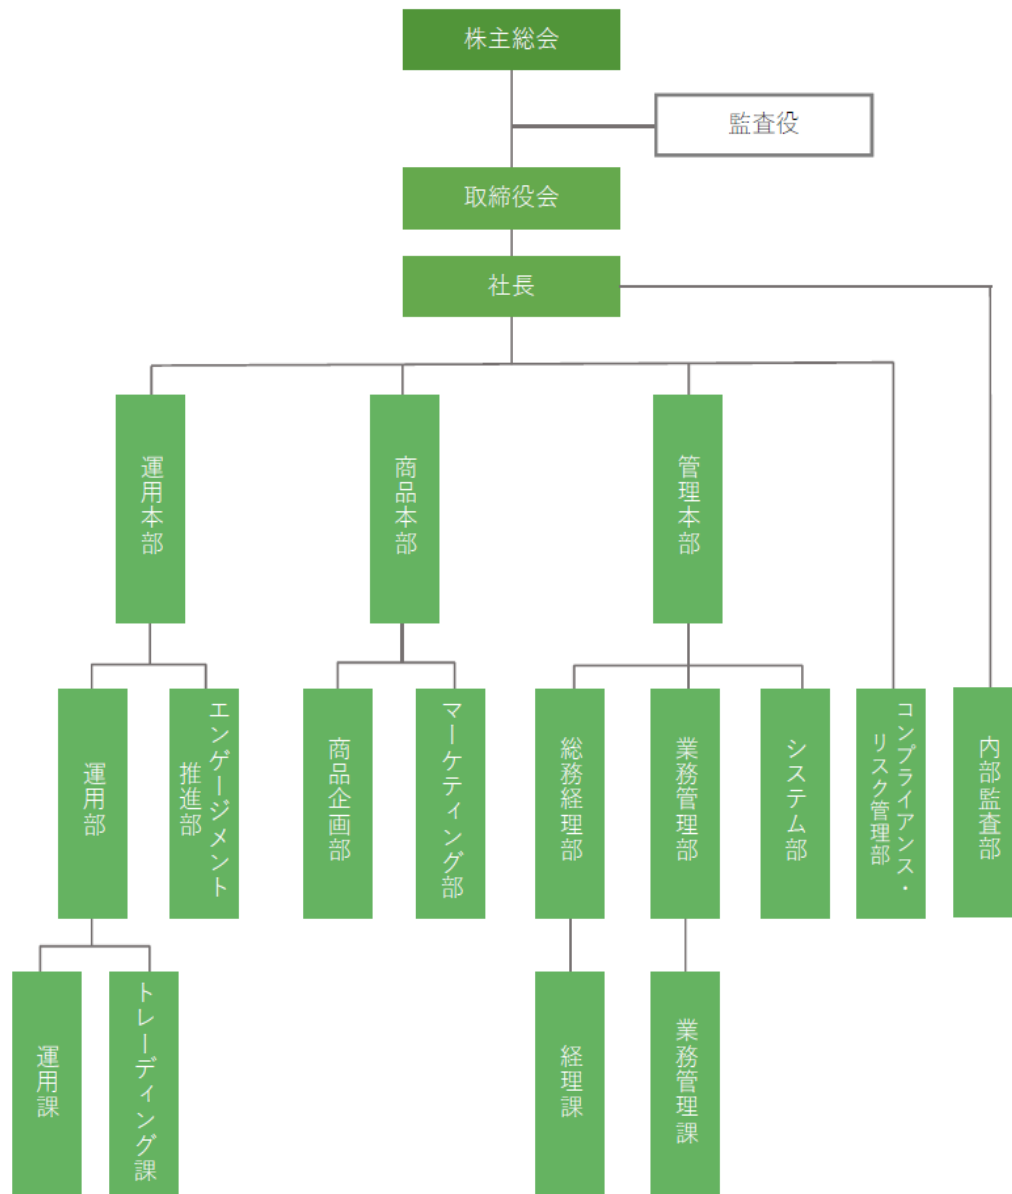 株主総会
監査役
取締役会
社長
運用本部
商品本部
管理本部
運用部
エンゲージメント
推進部
商品企画部
マーケティング部
総務経理部
業務管理部
システム部
コンプライアンス・
リスク管理部
内部監査部
運用課
トレーディング課
経理課
業務管理課